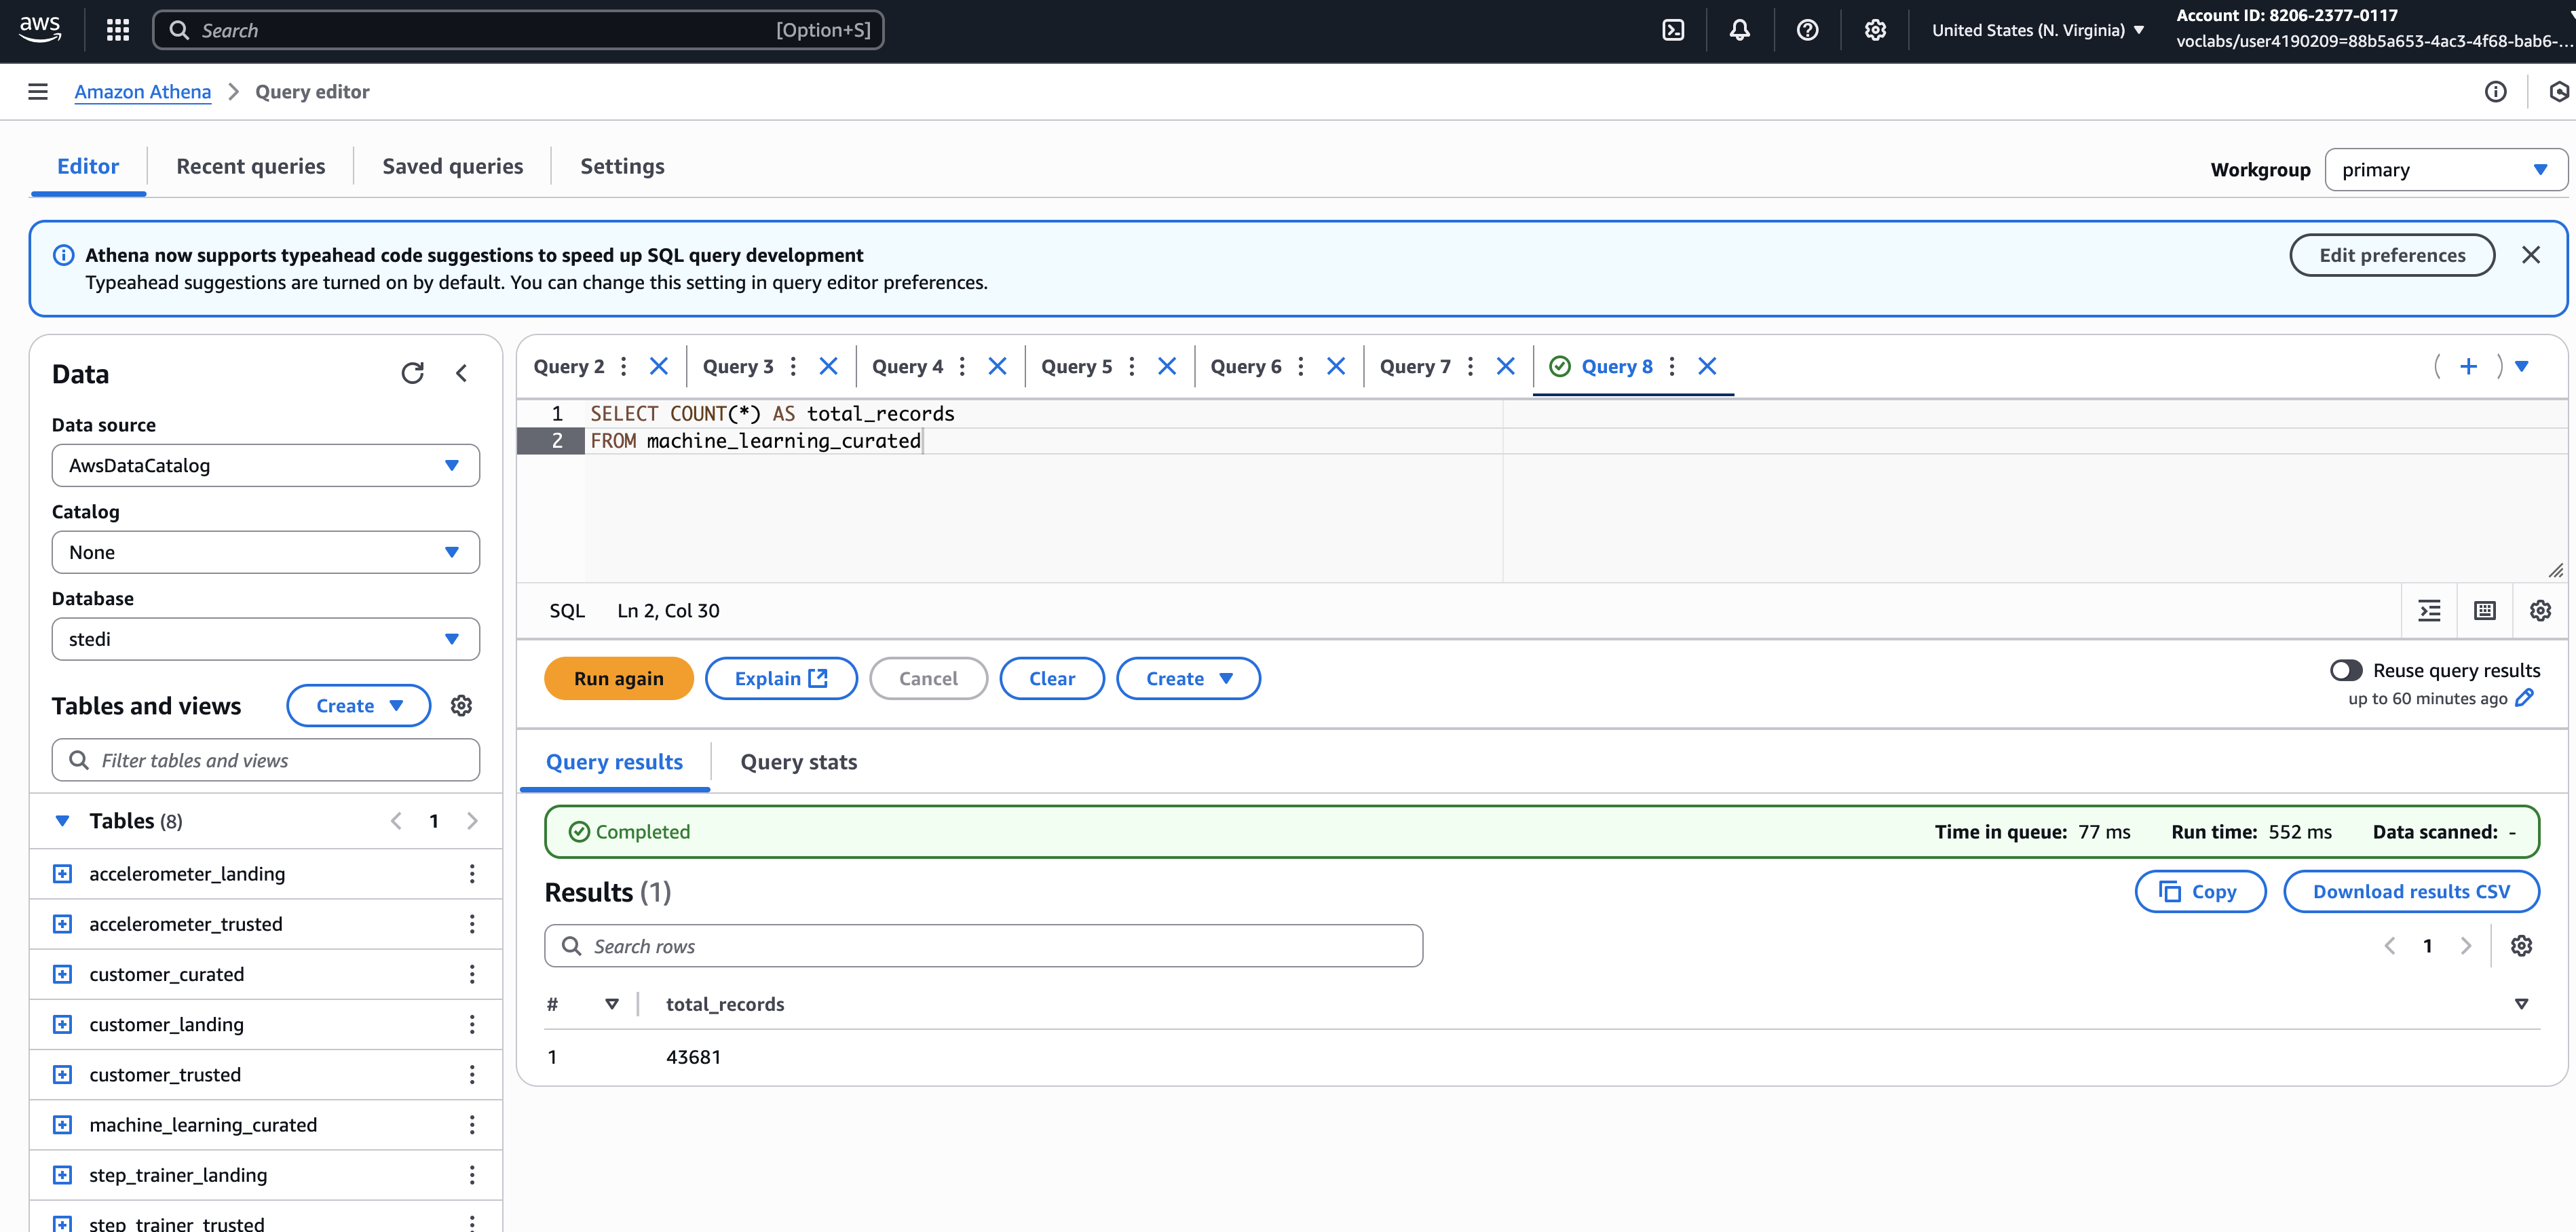 aws
Search
[Option+S]
United States (N. Virginia)
Account ID: 8206-2377-0117
voclabs/user4190209=88b5a653-4ac3-4f68-bab6-...
Amazon Athena
Query editor
Editor
Recent queries
Saved queries
Settings
Workgroup
primary
Athena now supports typeahead code suggestions to speed up SQL query development
Typeahead suggestions are turned on by default. You can change this setting in query editor preferences.
Edit preferences
Data
Data source
AwsDataCatalog
Catalog
None
Database
stedi
Tables and views
Create
Filter tables and views
Tables (8)
1
accelerometer_landing
accelerometer_trusted
customer_curated
customer_landing
customer_trusted
machine_learning_curated
step_trainer_landing
step_trainer_trusted
Query 2
Query 3
Query 4
Query 5
Query 6
Query 7
Query 8
1 SELECT COUNT(*) AS total_records
2 FROM machine_learning_curated
SQL
Ln 2, Col 30
Run again
Explain
Cancel
Clear
Create
Reuse query results
up to 60 minutes ago
Query results
Query stats
Completed
Time in queue: 77 ms
Run time: 552 ms
Data scanned: -
Results (1)
Copy
Download results CSV
Search rows
1
# total_records
1 43681